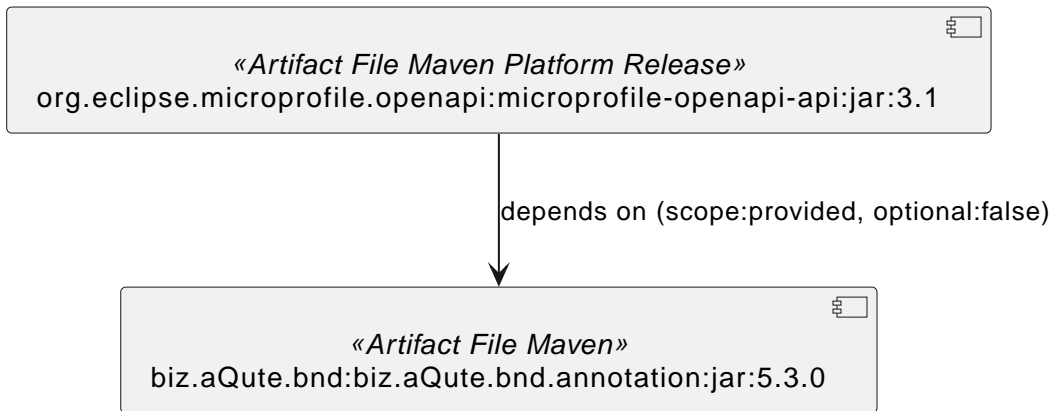 «Artifact File Maven Platform Release»
org.eclipse.microprofile.openapi:microprofile-openapi-api:jar:3.1
depends on (scope:provided, optional:false)
«Artifact File Maven»
biz.aQute.bnd:biz.aQute.bnd.annotation:jar:5.3.0